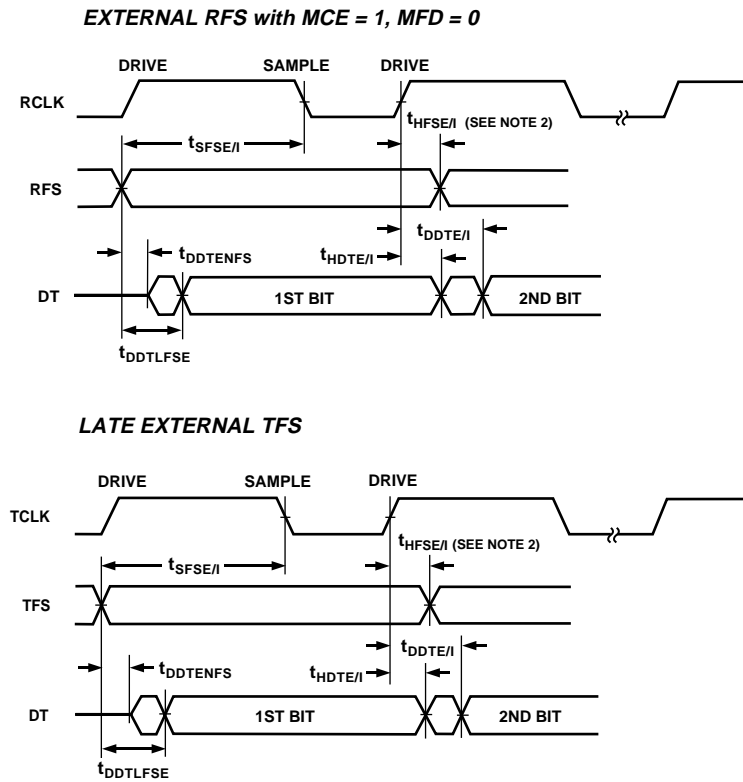 EXTERNAL RFS with MCE = 1, MFD = 0
DRIVE SAMPLE DRIVE
RCLK
tHFSE/I (SEE NOTE 2)
tSFSE/I
RFS
tDDTE/I
tDDTENFS
tHDTE/I
DT 1ST BIT 2ND BIT
tDDTLFSE
LATE EXTERNAL TFS
DRIVE SAMPLE DRIVE
TCLK
tHFSE/I (SEE NOTE 2)
tSFSE/I
TFS
tDDTE/I
tDDTENFS
tHDTE/I
DT 1ST BIT 2ND BIT
tDDTLFSE